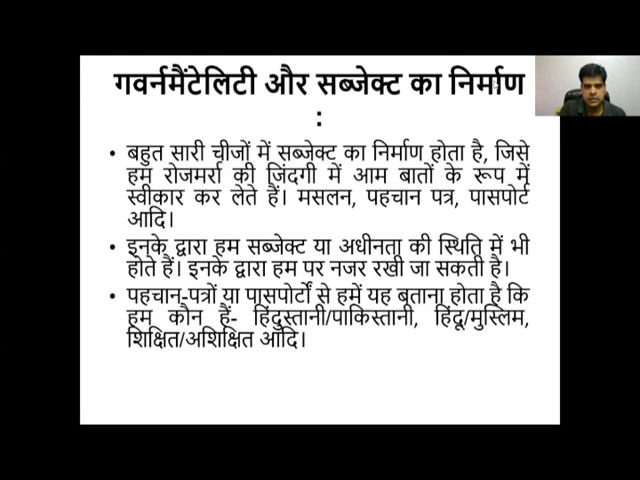 गवर्नमैंटेलिटी और सब्जेक्ट का निर्माण
:
• बहुत सारी चीजों में सब्जेक्ट का निर्माण होता है, जिसे
हम रोजमर्रा की ज़िंदगी में आम बातों के रूप में
स्वीकार कर लेते हैं। मसलन, पहचान पत्र, पासपोर्ट
आदि।
• इनके द्वारा हम सब्जेक्ट या अधीनता की स्थिति में भी
होते हैं। इनके द्वारा हम पर नजर रखी जा सकती है।
• पहचान-पत्रों या पासपोर्टों से हमें यह बताना होता है कि
हम कौन हैं- हिंदुस्तानी/पाकिस्तानी, हिंदू/मुस्लिम,
शिक्षित/अशिक्षित आदि।